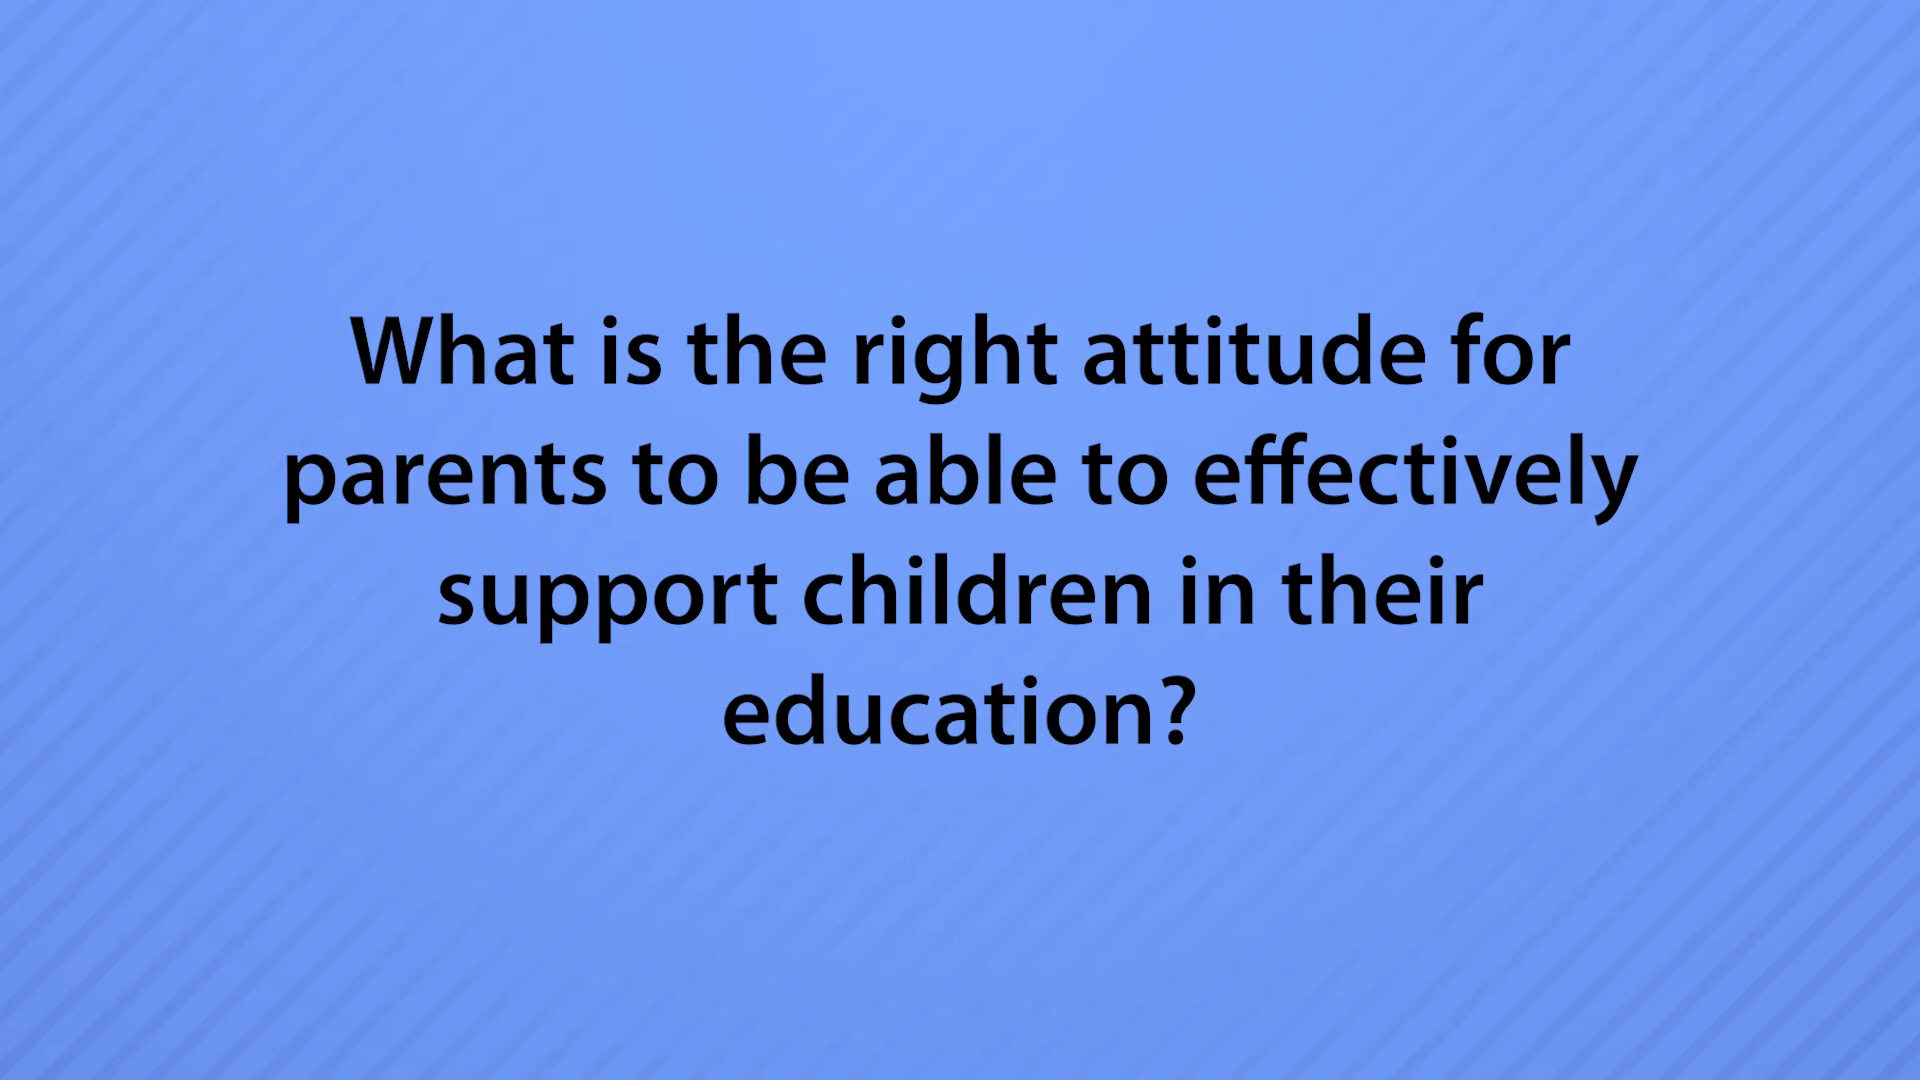 What is the right attitude for
parents to be able to effectively
support children in their
education?